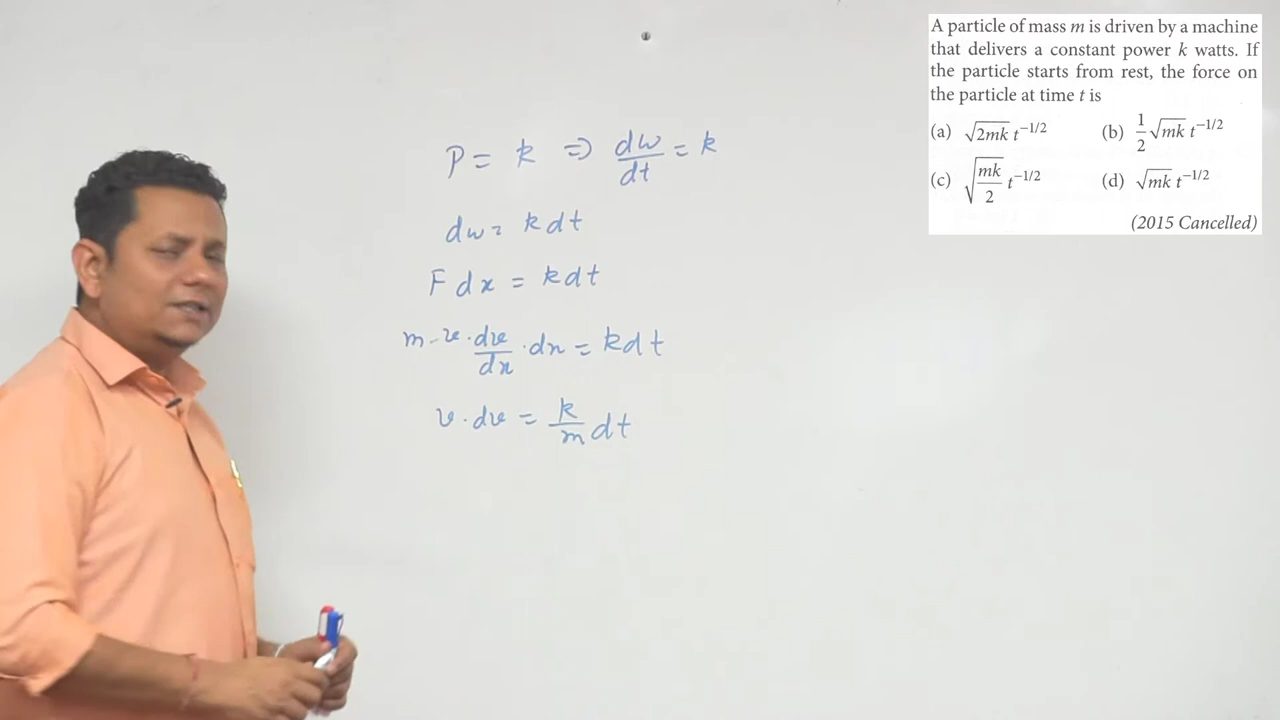 A particle of mass m is driven by a machine
that delivers a constant power k watts. If
the particle starts from rest, the force on
the particle at time t is
(a) √2mk t^−1/2 (b) 1/2 √mk t^−1/2
(c) √(mk/2) t^−1/2 (d) √mk t^−1/2
(2015 Cancelled)
P = k ⇒ dw/dt = k
dw = k dt
F dx = k dt
m - v · dv/dx · dx = k dt
v · dv = k/m dt